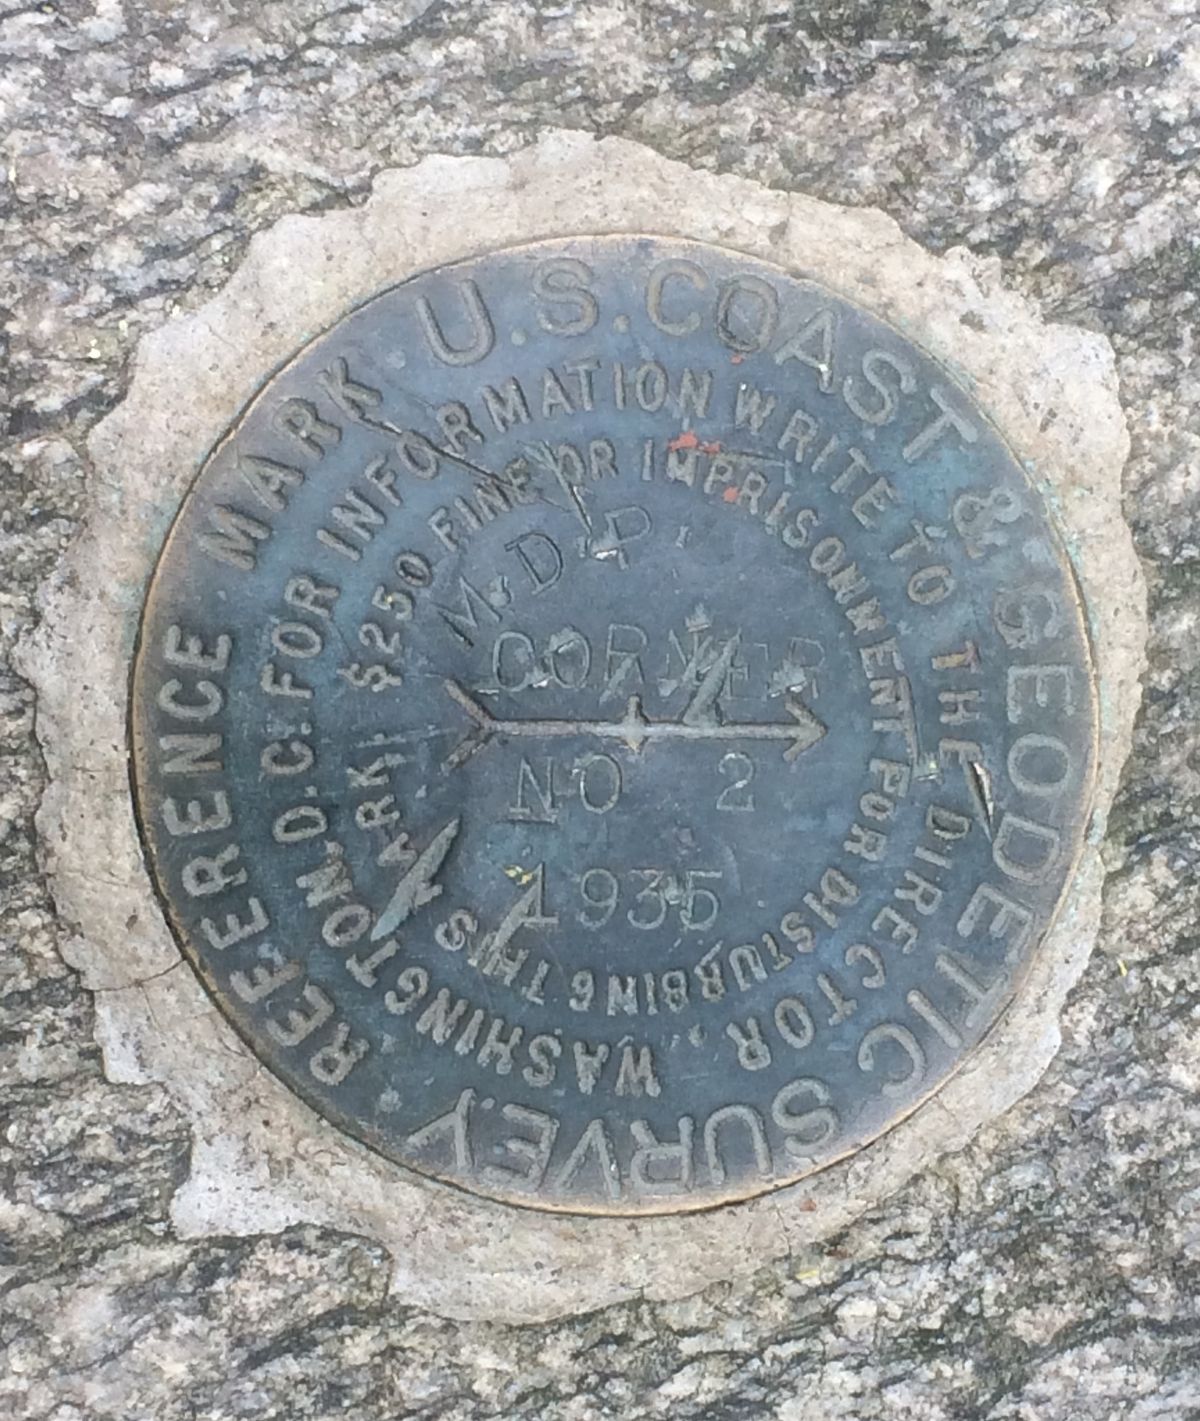 U.S. COAST & GEODETIC SURVEY
REFERENCE MARK
FOR INFORMATION WRITE TO THE DIRECTOR, WASHINGTON, D.C.
$250 FINE OR IMPRISONMENT FOR DISTURBING THIS MARK.
M.D.P.
CORNER
NO 2
1935